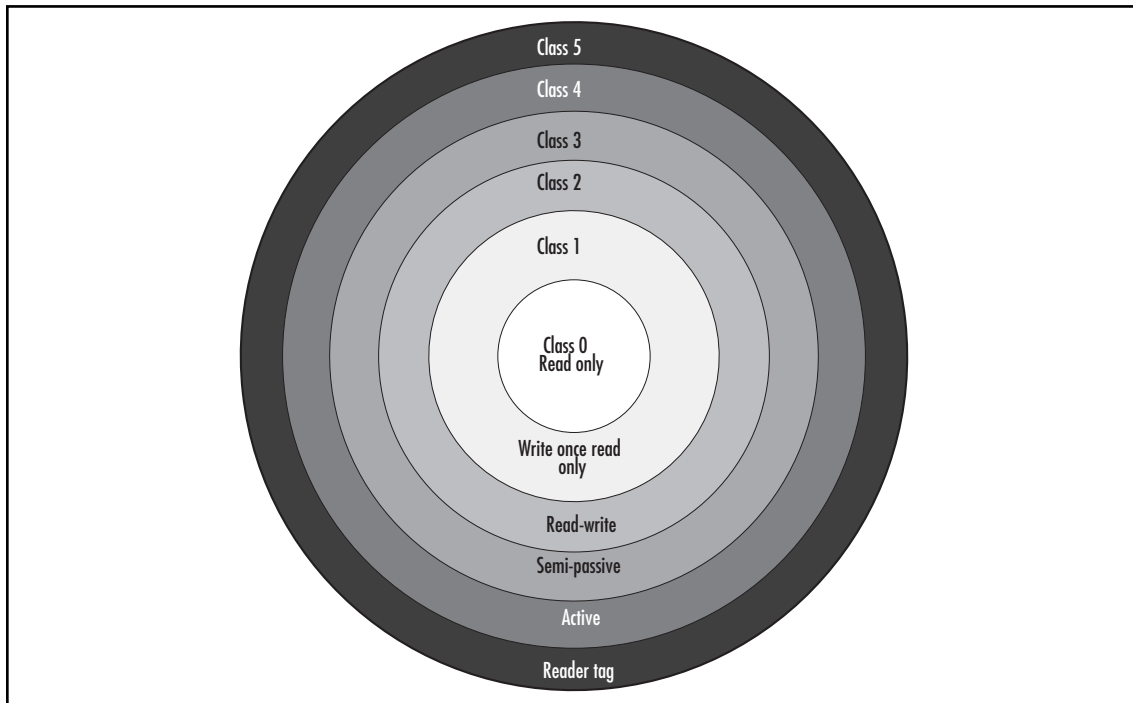 Class 5
Class 4
Class 3
Class 2
Class 1
Class 0
Read only
Write once read
only
Read-write
Semi-passive
Active
Reader tag